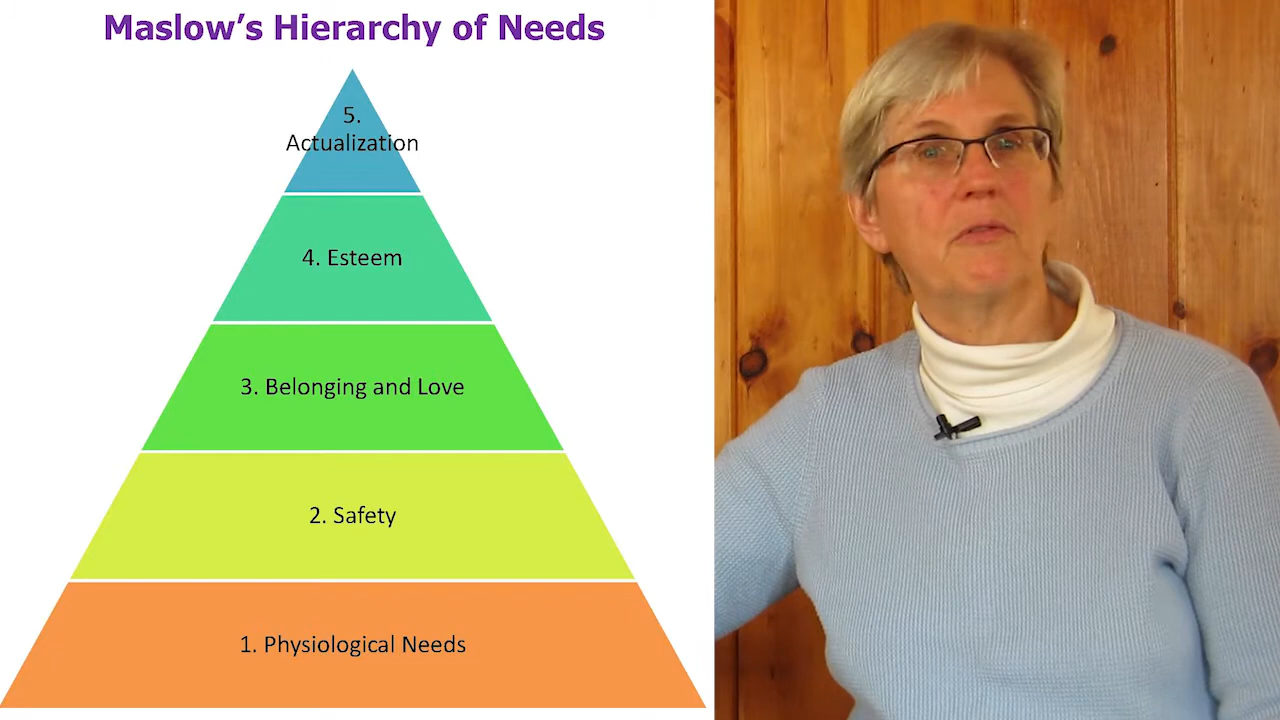 Maslow’s Hierarchy of Needs
5.
Actualization
4. Esteem
3. Belonging and Love
2. Safety
1. Physiological Needs